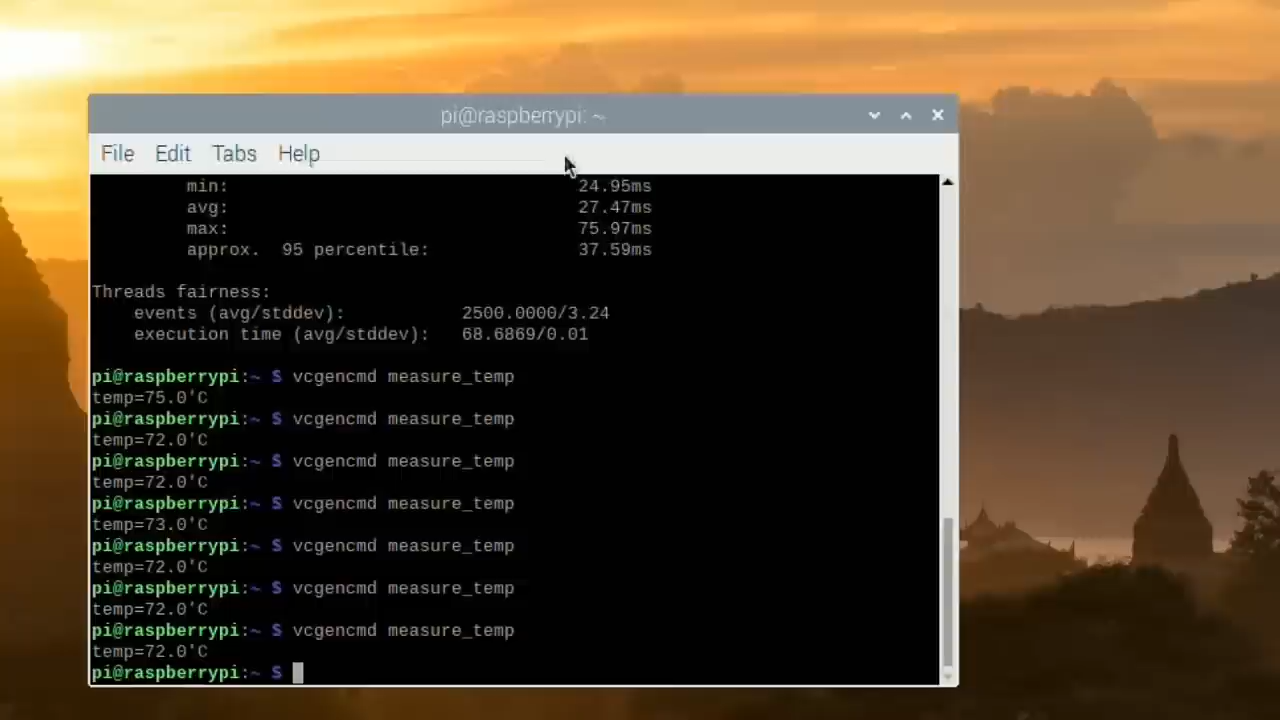 pi@raspberrypi: ~
File Edit Tabs Help
min: 24.95ms
avg: 27.47ms
max: 75.97ms
approx. 95 percentile: 37.59ms
Threads fairness:
events (avg/stddev): 2500.0000/3.24
execution time (avg/stddev): 68.6869/0.01
pi@raspberrypi:~ $ vcgencmd measure_temp
temp=75.0'C
pi@raspberrypi:~ $ vcgencmd measure_temp
temp=72.0'C
pi@raspberrypi:~ $ vcgencmd measure_temp
temp=72.0'C
pi@raspberrypi:~ $ vcgencmd measure_temp
temp=73.0'C
pi@raspberrypi:~ $ vcgencmd measure_temp
temp=72.0'C
pi@raspberrypi:~ $ vcgencmd measure_temp
temp=72.0'C
pi@raspberrypi:~ $ vcgencmd measure_temp
temp=72.0'C
pi@raspberrypi:~ $